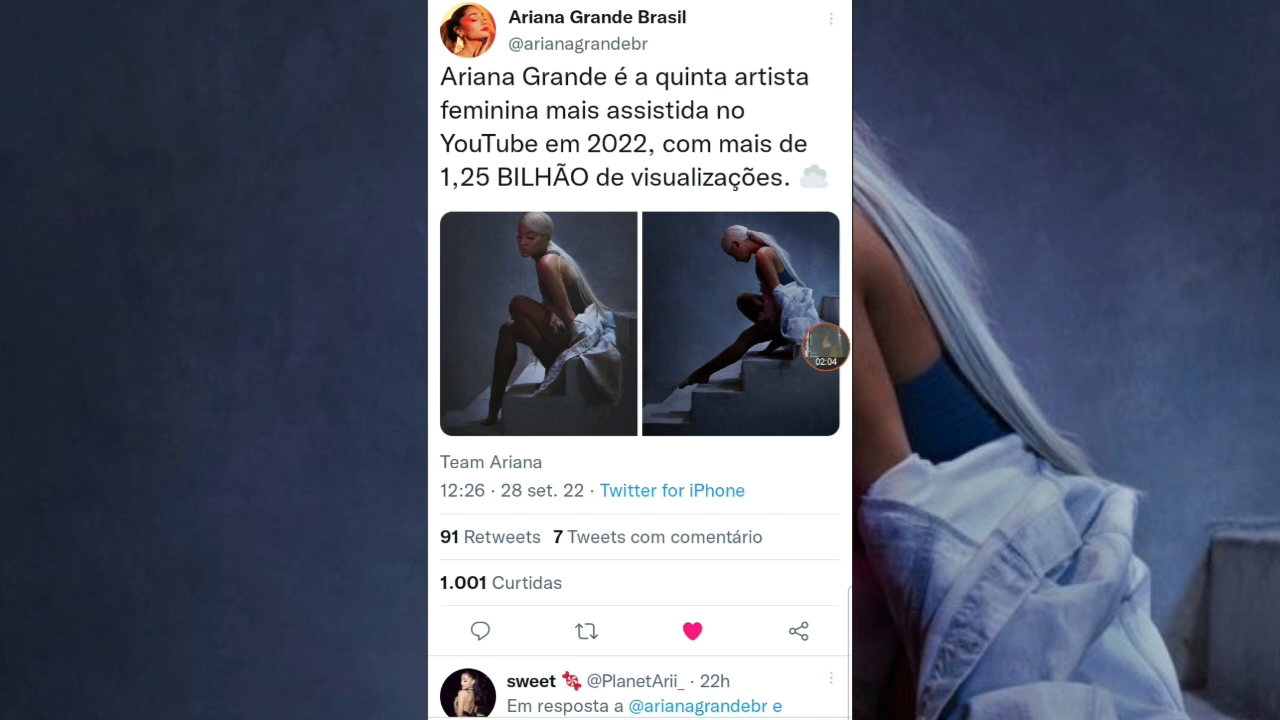 Ariana Grande Brasil
@arianagrandebr
Ariana Grande é a quinta artista
feminina mais assistida no
YouTube em 2022, com mais de
1,25 BILHÃO de visualizações. ☁️
02:04
Team Ariana
12:26 · 28 set. 22 · Twitter for iPhone
91 Retweets 7 Tweets com comentário
1.001 Curtidas
sweet @PlanetArii_ · 22h
Em resposta a @arianagrandebr e